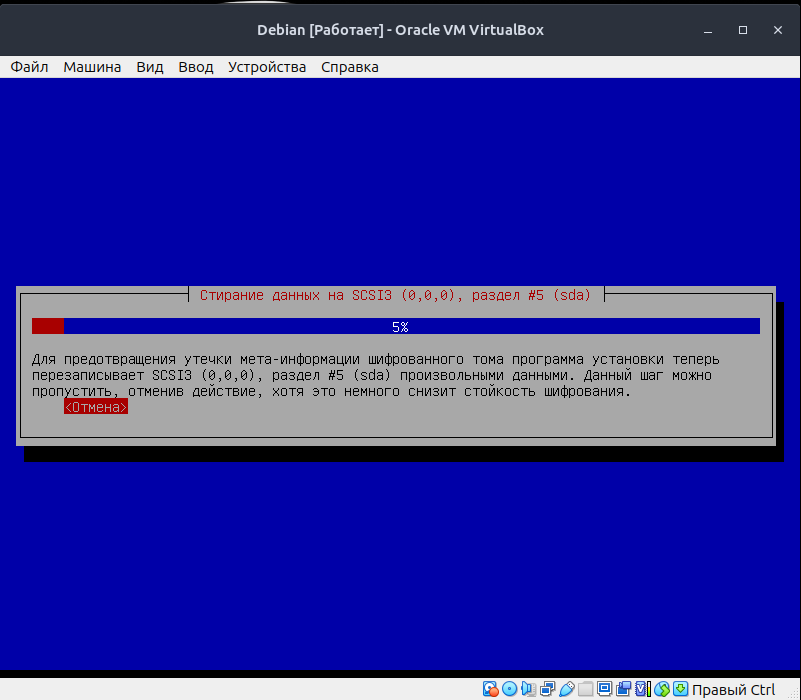 Debian [Работает] - Oracle VM VirtualBox
Файл Машина Вид Ввод Устройства Справка
Стирание данных на SCSI3 (0,0,0), раздел #5 (sda)
5%
Для предотвращения утечки мета-информации шифрованного тома программа установки теперь
перезаписывает SCSI3 (0,0,0), раздел #5 (sda) произвольными данными. Данный шаг можно
пропустить, отменив действие, хотя это немного снизит стойкость шифрования.
<Отмена>
Правый Ctrl